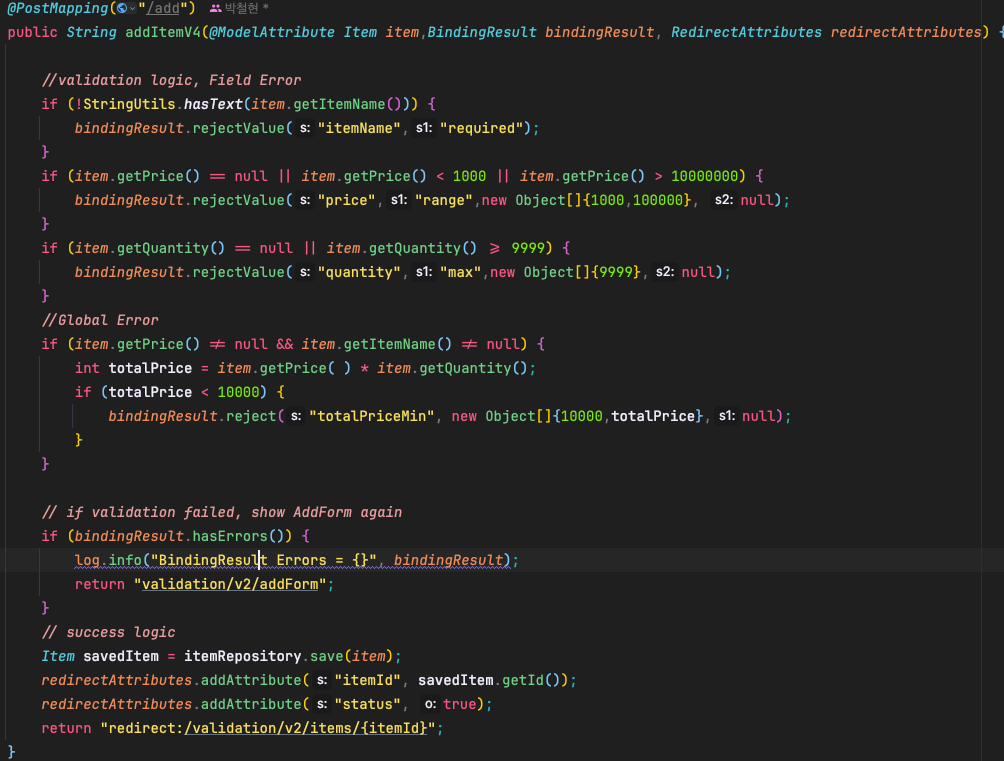 @PostMapping("/add") 박철현 *
public String addItemV4(@ModelAttribute Item item,BindingResult bindingResult, RedirectAttributes redirectAttributes) {
//validation logic, Field Error
if (!StringUtils.hasText(item.getItemName())) {
bindingResult.rejectValue( s: "itemName", s1: "required");
}
if (item.getPrice() == null || item.getPrice() < 1000 || item.getPrice() > 10000000) {
bindingResult.rejectValue( s: "price", s1: "range",new Object[]{1000,100000}, s2: null);
}
if (item.getQuantity() == null || item.getQuantity() >= 9999) {
bindingResult.rejectValue( s: "quantity", s1: "max",new Object[]{9999}, s2: null);
}
//Global Error
if (item.getPrice() != null && item.getItemName() != null) {
int totalPrice = item.getPrice( ) * item.getQuantity();
if (totalPrice < 10000) {
bindingResult.reject( s: "totalPriceMin", new Object[]{10000,totalPrice}, s1: null);
}
}
// if validation failed, show AddForm again
if (bindingResult.hasErrors()) {
log.info("BindingResult Errors = {}", bindingResult);
return "validation/v2/addForm";
}
// success logic
Item savedItem = itemRepository.save(item);
redirectAttributes.addAttribute( s: "itemId", savedItem.getId());
redirectAttributes.addAttribute( s: "status", o: true);
return "redirect:/validation/v2/items/{itemId}";
}